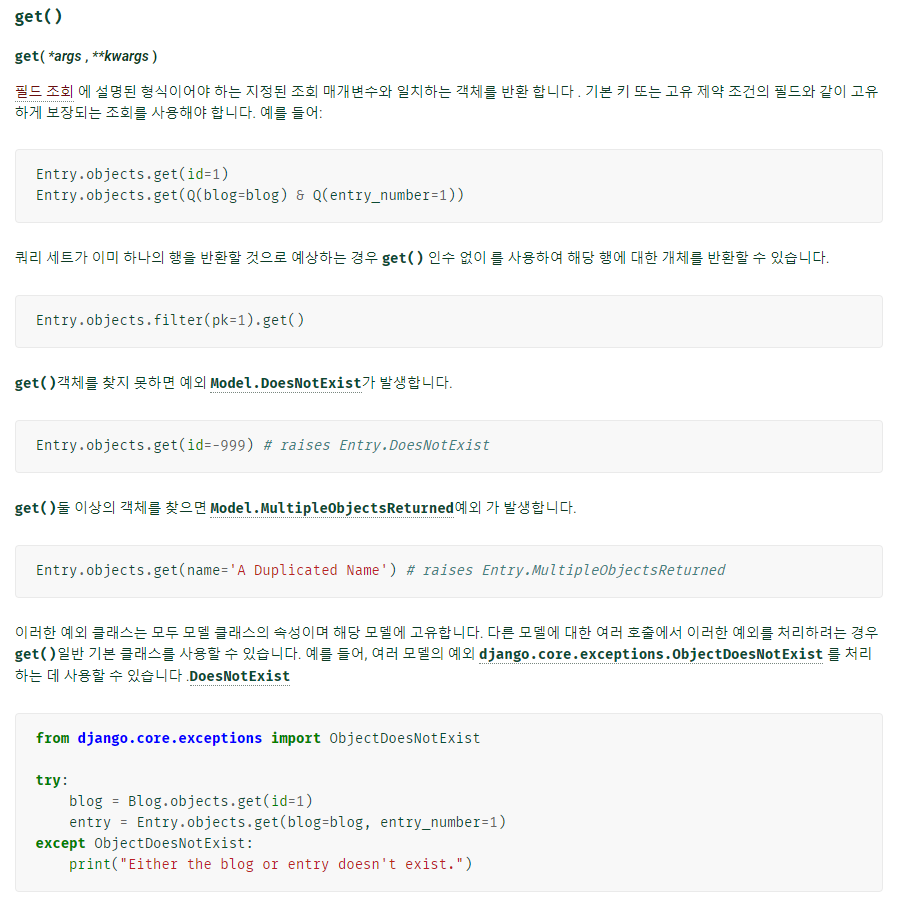 get()
get(*args , **kwargs )
필드 조회 에 설명된 형식이어야 하는 지정된 조회 매개변수와 일치하는 객체를 반환 합니다 . 기본 키 또는 고유 제약 조건의 필드와 같이 고유
하게 보장되는 조회를 사용해야 합니다. 예를 들어:
Entry.objects.get(id=1)
Entry.objects.get(Q(blog=blog) & Q(entry_number=1))
쿼리 세트가 이미 하나의 행을 반환할 것으로 예상하는 경우 get() 인수 없이 를 사용하여 해당 행에 대한 개체를 반환할 수 있습니다.
Entry.objects.filter(pk=1).get()
get()객체를 찾지 못하면 예외 Model.DoesNotExist가 발생합니다.
Entry.objects.get(id=-999) # raises Entry.DoesNotExist
get()둘 이상의 객체를 찾으면 Model.MultipleObjectsReturned예외 가 발생합니다.
Entry.objects.get(name='A Duplicated Name') # raises Entry.MultipleObjectsReturned
이러한 예외 클래스는 모두 모델 클래스의 속성이며 해당 모델에 고유합니다. 다른 모델에 대한 여러 호출에서 이러한 예외를 처리하려는 경우
get()일반 기본 클래스를 사용할 수 있습니다. 예를 들어, 여러 모델의 예외 django.core.exceptions.ObjectDoesNotExist 를 처리
하는 데 사용할 수 있습니다 .DoesNotExist
from django.core.exceptions import ObjectDoesNotExist
try:
    blog = Blog.objects.get(id=1)
    entry = Entry.objects.get(blog=blog, entry_number=1)
except ObjectDoesNotExist:
    print("Either the blog or entry doesn't exist.")